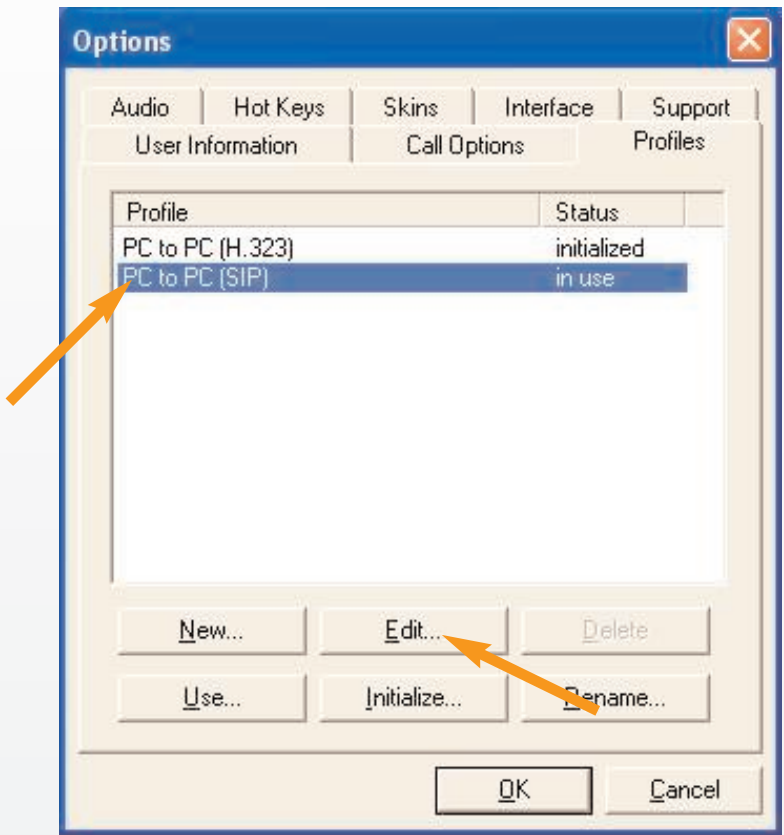 Options
Audio Hot Keys Skins Interface Support
User Information Call Options Profiles
Profile Status
PC to PC (H.323) initialized
PC to PC (SIP) in use
New... Edit... Delete
Use... Initialize... Rename...
OK Cancel